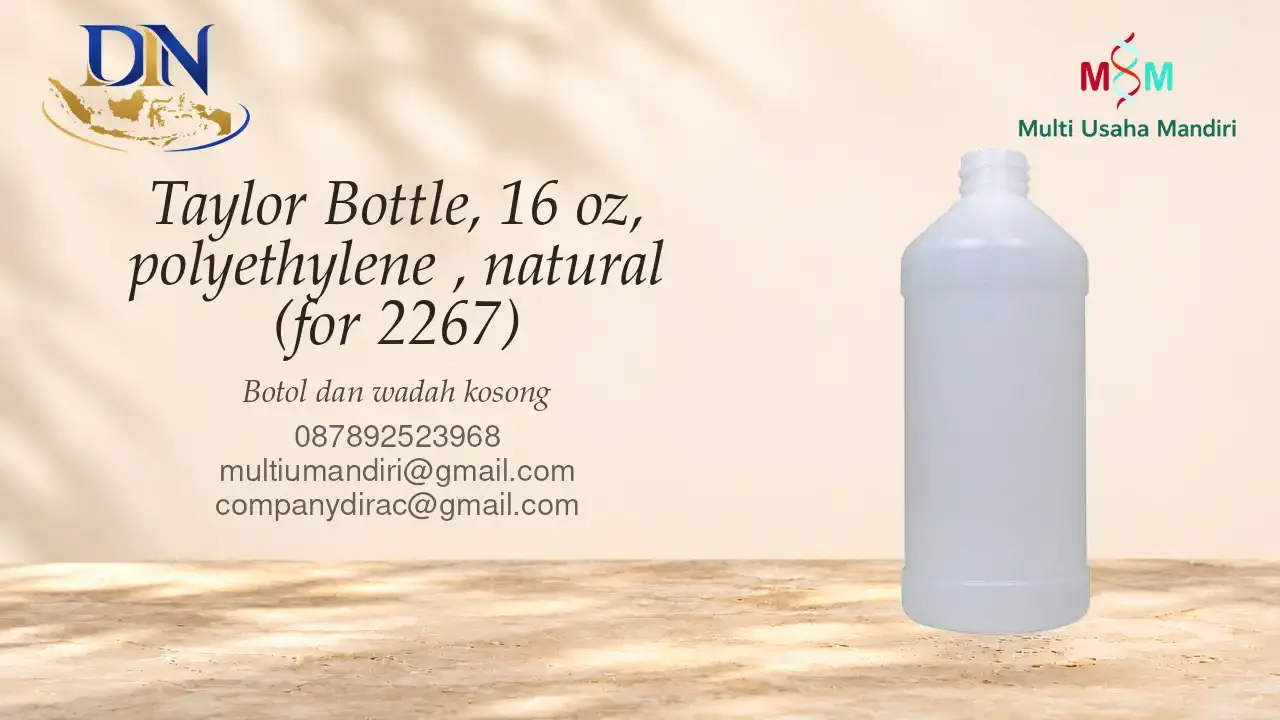 DIN
M M
Multi Usaha Mandiri
Taylor Bottle, 16 oz,
polyethylene , natural
(for 2267)
Botol dan wadah kosong
087892523968
multiumandiri@gmail.com
companydirac@gmail.com